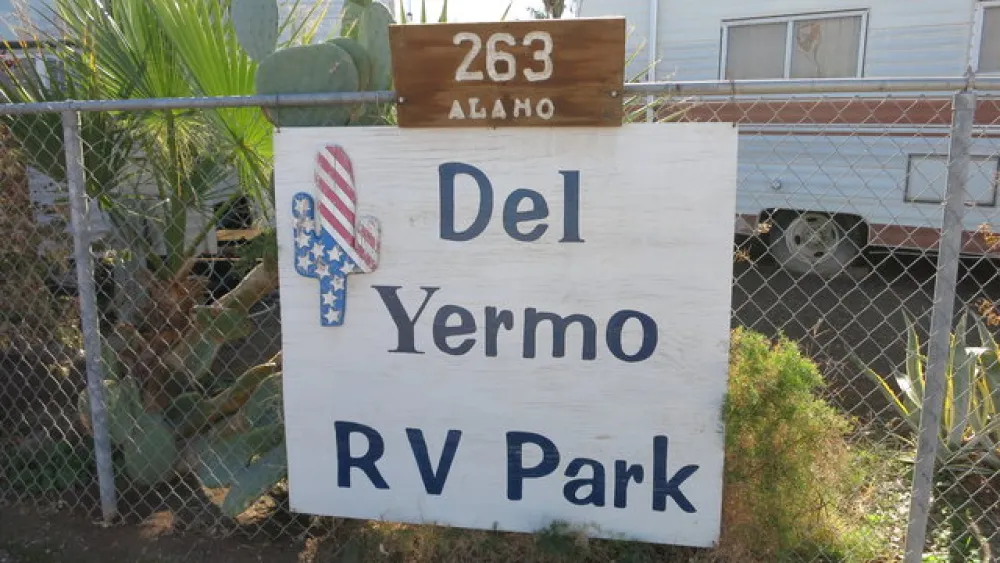 263
ALAMO
Del
Yermo
RV Park